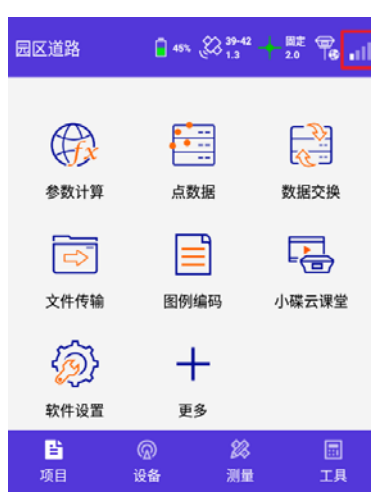 园区道路 45% 39-42 固定
1.3 2.0
参数计算 点数据 数据交换
文件传输 图例编码 小碟云课堂
软件设置 更多
项目 设备 测量 工具